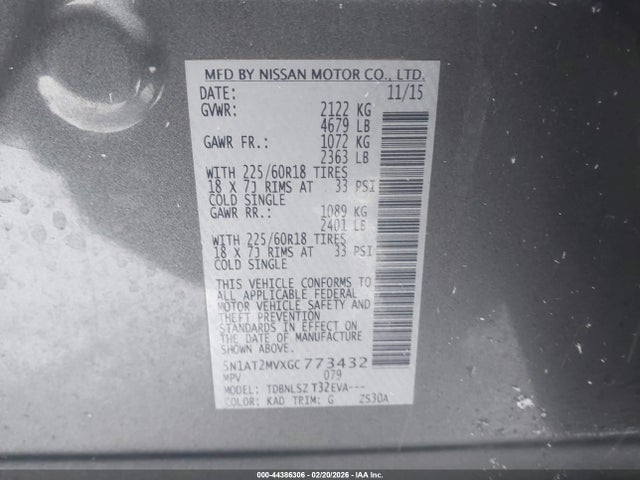 MFD BY NISSAN MOTOR CO., LTD.
DATE: 11/15
GVWR: 2122 KG
4679 LB
GAWR FR.: 1072 KG
2363 LB
WITH 225/60R18 TIRES
18 X 7J RIMS AT 33 PSI
COLD SINGLE
GAWR RR.: 1089 KG
2401 LB
WITH 225/60R18 TIRES
18 X 7J RIMS AT 33 PSI
COLD SINGLE
THIS VEHICLE CONFORMS TO
ALL APPLICABLE FEDERAL
MOTOR VEHICLE SAFETY AND
THEFT PREVENTION
STANDARDS IN EFFECT ON
THE DATE OF MANUFACTURE
SHOWN ABOVE.
5N1AT2MVXGC773432
MPV 079
MODEL: TDBNLSZ T32EVA---
COLOR: KAD TRIM: G ZS30A
000-44386306 - 02/20/2026 - IAA Inc.